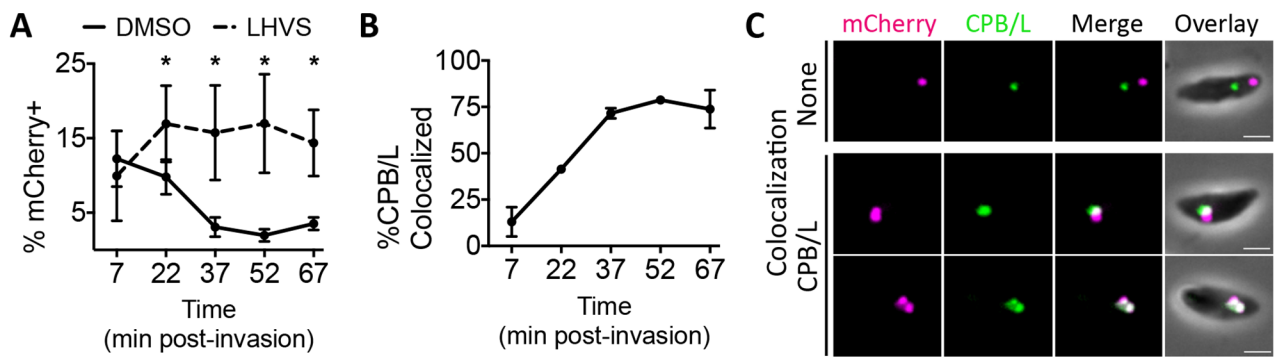 A
DMSO
LHVS
% mCherry+
25
15
5
* * * *
7 22 37 52 67
Time
(min post-invasion)
B
%CPB/L
Colocalized
100
75
50
25
0
7 22 37 52 67
Time
(min post-invasion)
C
mCherry CPB/L Merge Overlay
None
Colocalization
CPB/L